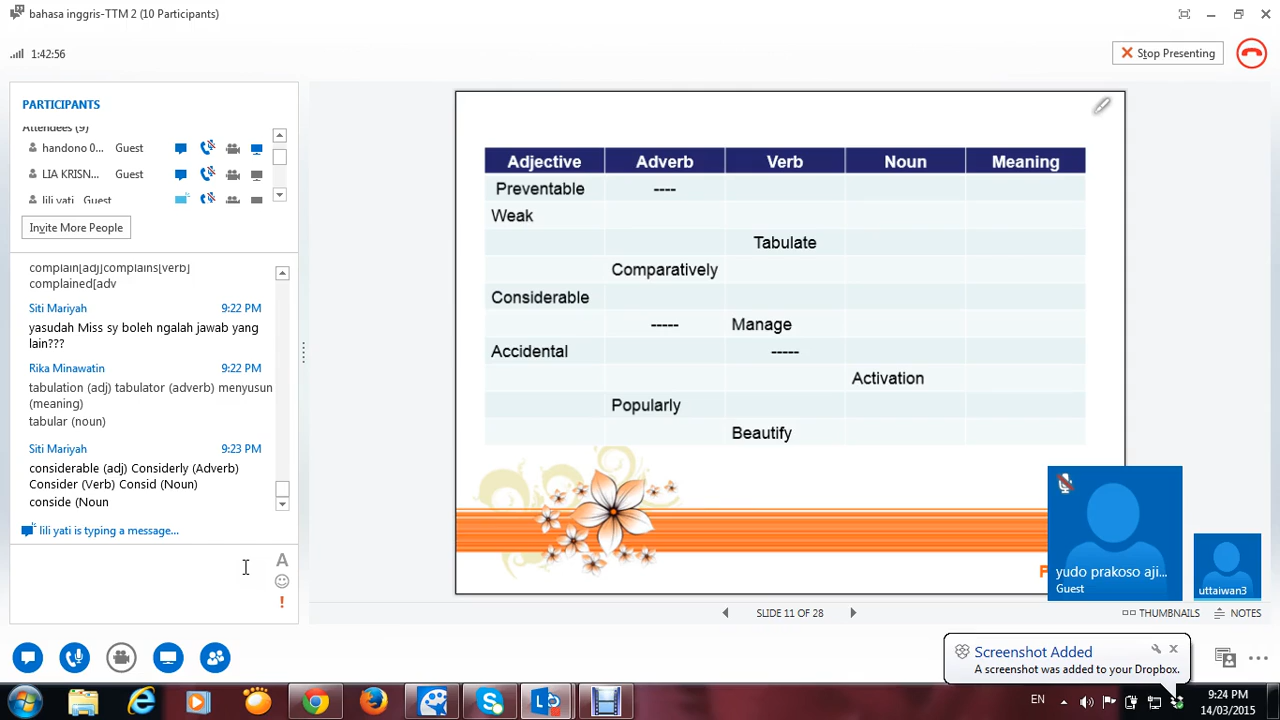 bahasa inggris-TTM 2 (10 Participants)
1:42:56
Stop Presenting
PARTICIPANTS
Attendees (9)
handono 0... Guest
LIA KRISN... Guest
lili yati Guest
Invite More People
complain[adj]complains[verb]
complained[adv
Siti Mariyah 9:22 PM
yasudah Miss sy boleh ngalah jawab yang
lain???
Rika Minawatin 9:22 PM
tabulation (adj) tabulator (adverb) menyusun
(meaning)
tabular (noun)
Siti Mariyah 9:23 PM
considerable (adj) Considerly (Adverb)
Consider (Verb) Consid (Noun)
conside (Noun
lili yati is typing a message...
A
!
Adjective Adverb Verb Noun Meaning
Preventable ----
Weak
Tabulate
Comparatively
Considerable
----- Manage
Accidental -----
Activation
Popularly
Beautify
F
yudo prakoso aji...
Guest
uttaiwan3
SLIDE 11 OF 28
THUMBNAILS
NOTES
Screenshot Added
A screenshot was added to your Dropbox.
EN
9:24 PM
14/03/2015